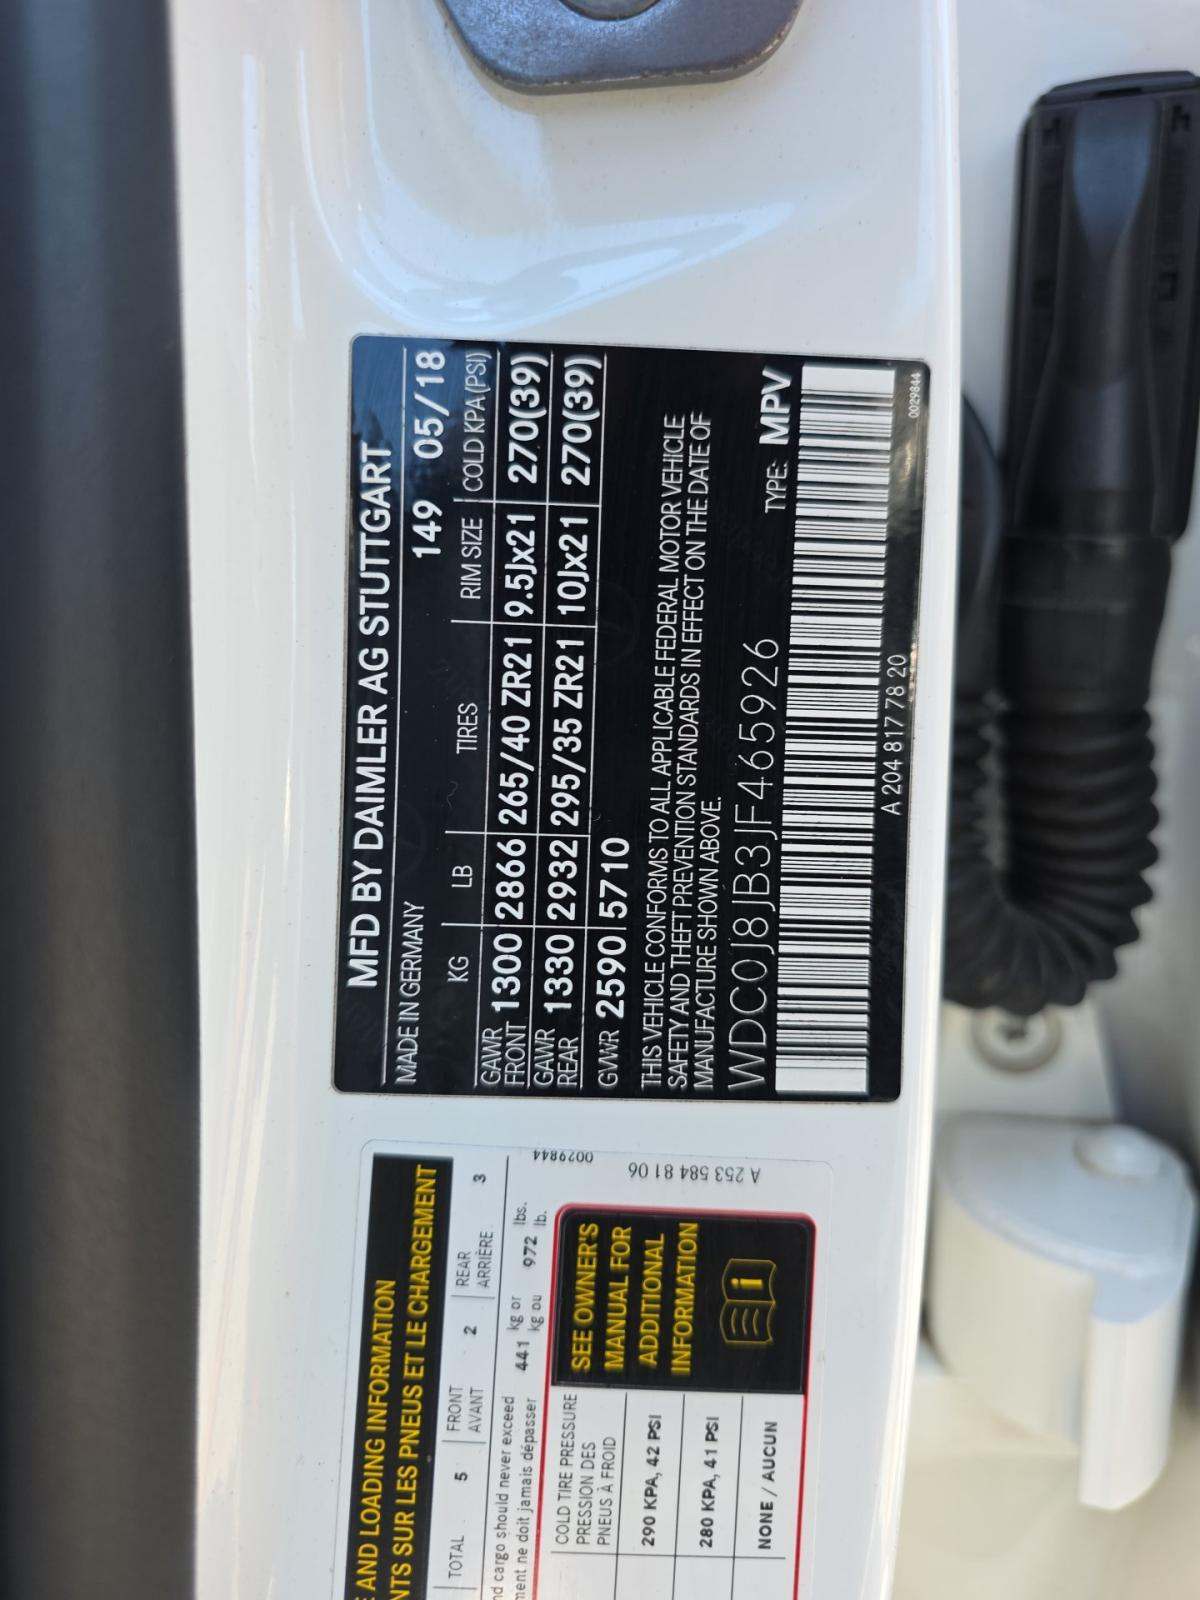 MFD BY DAIMLER AG STUTTGART
MADE IN GERMANY 149 05/18
KG LB TIRES RIM SIZE COLD KPA(PSI)
GAWR FRONT 1300 2866 265/40 ZR21 9.5Jx21 270(39)
GAWR REAR 1330 2932 295/35 ZR21 10Jx21 270(39)
GVWR 2590 5710
THIS VEHICLE CONFORMS TO ALL APPLICABLE FEDERAL MOTOR VEHICLE
SAFETY AND THEFT PREVENTION STANDARDS IN EFFECT ON THE DATE OF
MANUFACTURE SHOWN ABOVE.
WDC0J8JB3JF465926 TYPE: MPV
A 204 817 78 20
0029844
AND LOADING INFORMATION
SUR LES PNEUS ET LE CHARGEMENT
TOTAL 5 FRONT 2 REAR 3
AVANT ARRIÈRE
cargo should never exceed 441 kg or 972 lbs.
ne doit jamais dépasser kg ou lb.
COLD TIRE PRESSURE
PRESSION DES
PNEUS À FROID
290 KPA, 42 PSI
280 KPA, 41 PSI
NONE / AUCUN
SEE OWNER'S
MANUAL FOR
ADDITIONAL
INFORMATION
i
0029844
A 253 584 81 06